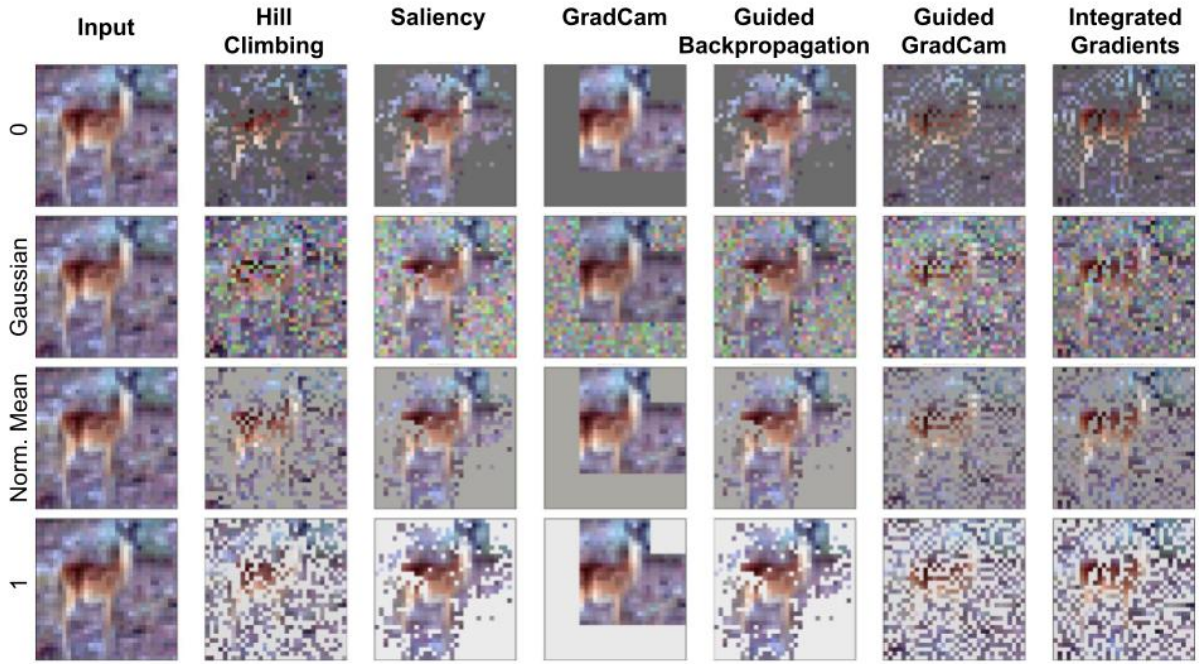 Input
Hill
Climbing
Saliency
GradCam
Guided
Backpropagation
Guided
GradCam
Integrated
Gradients
0
Gaussian
Norm. Mean
1